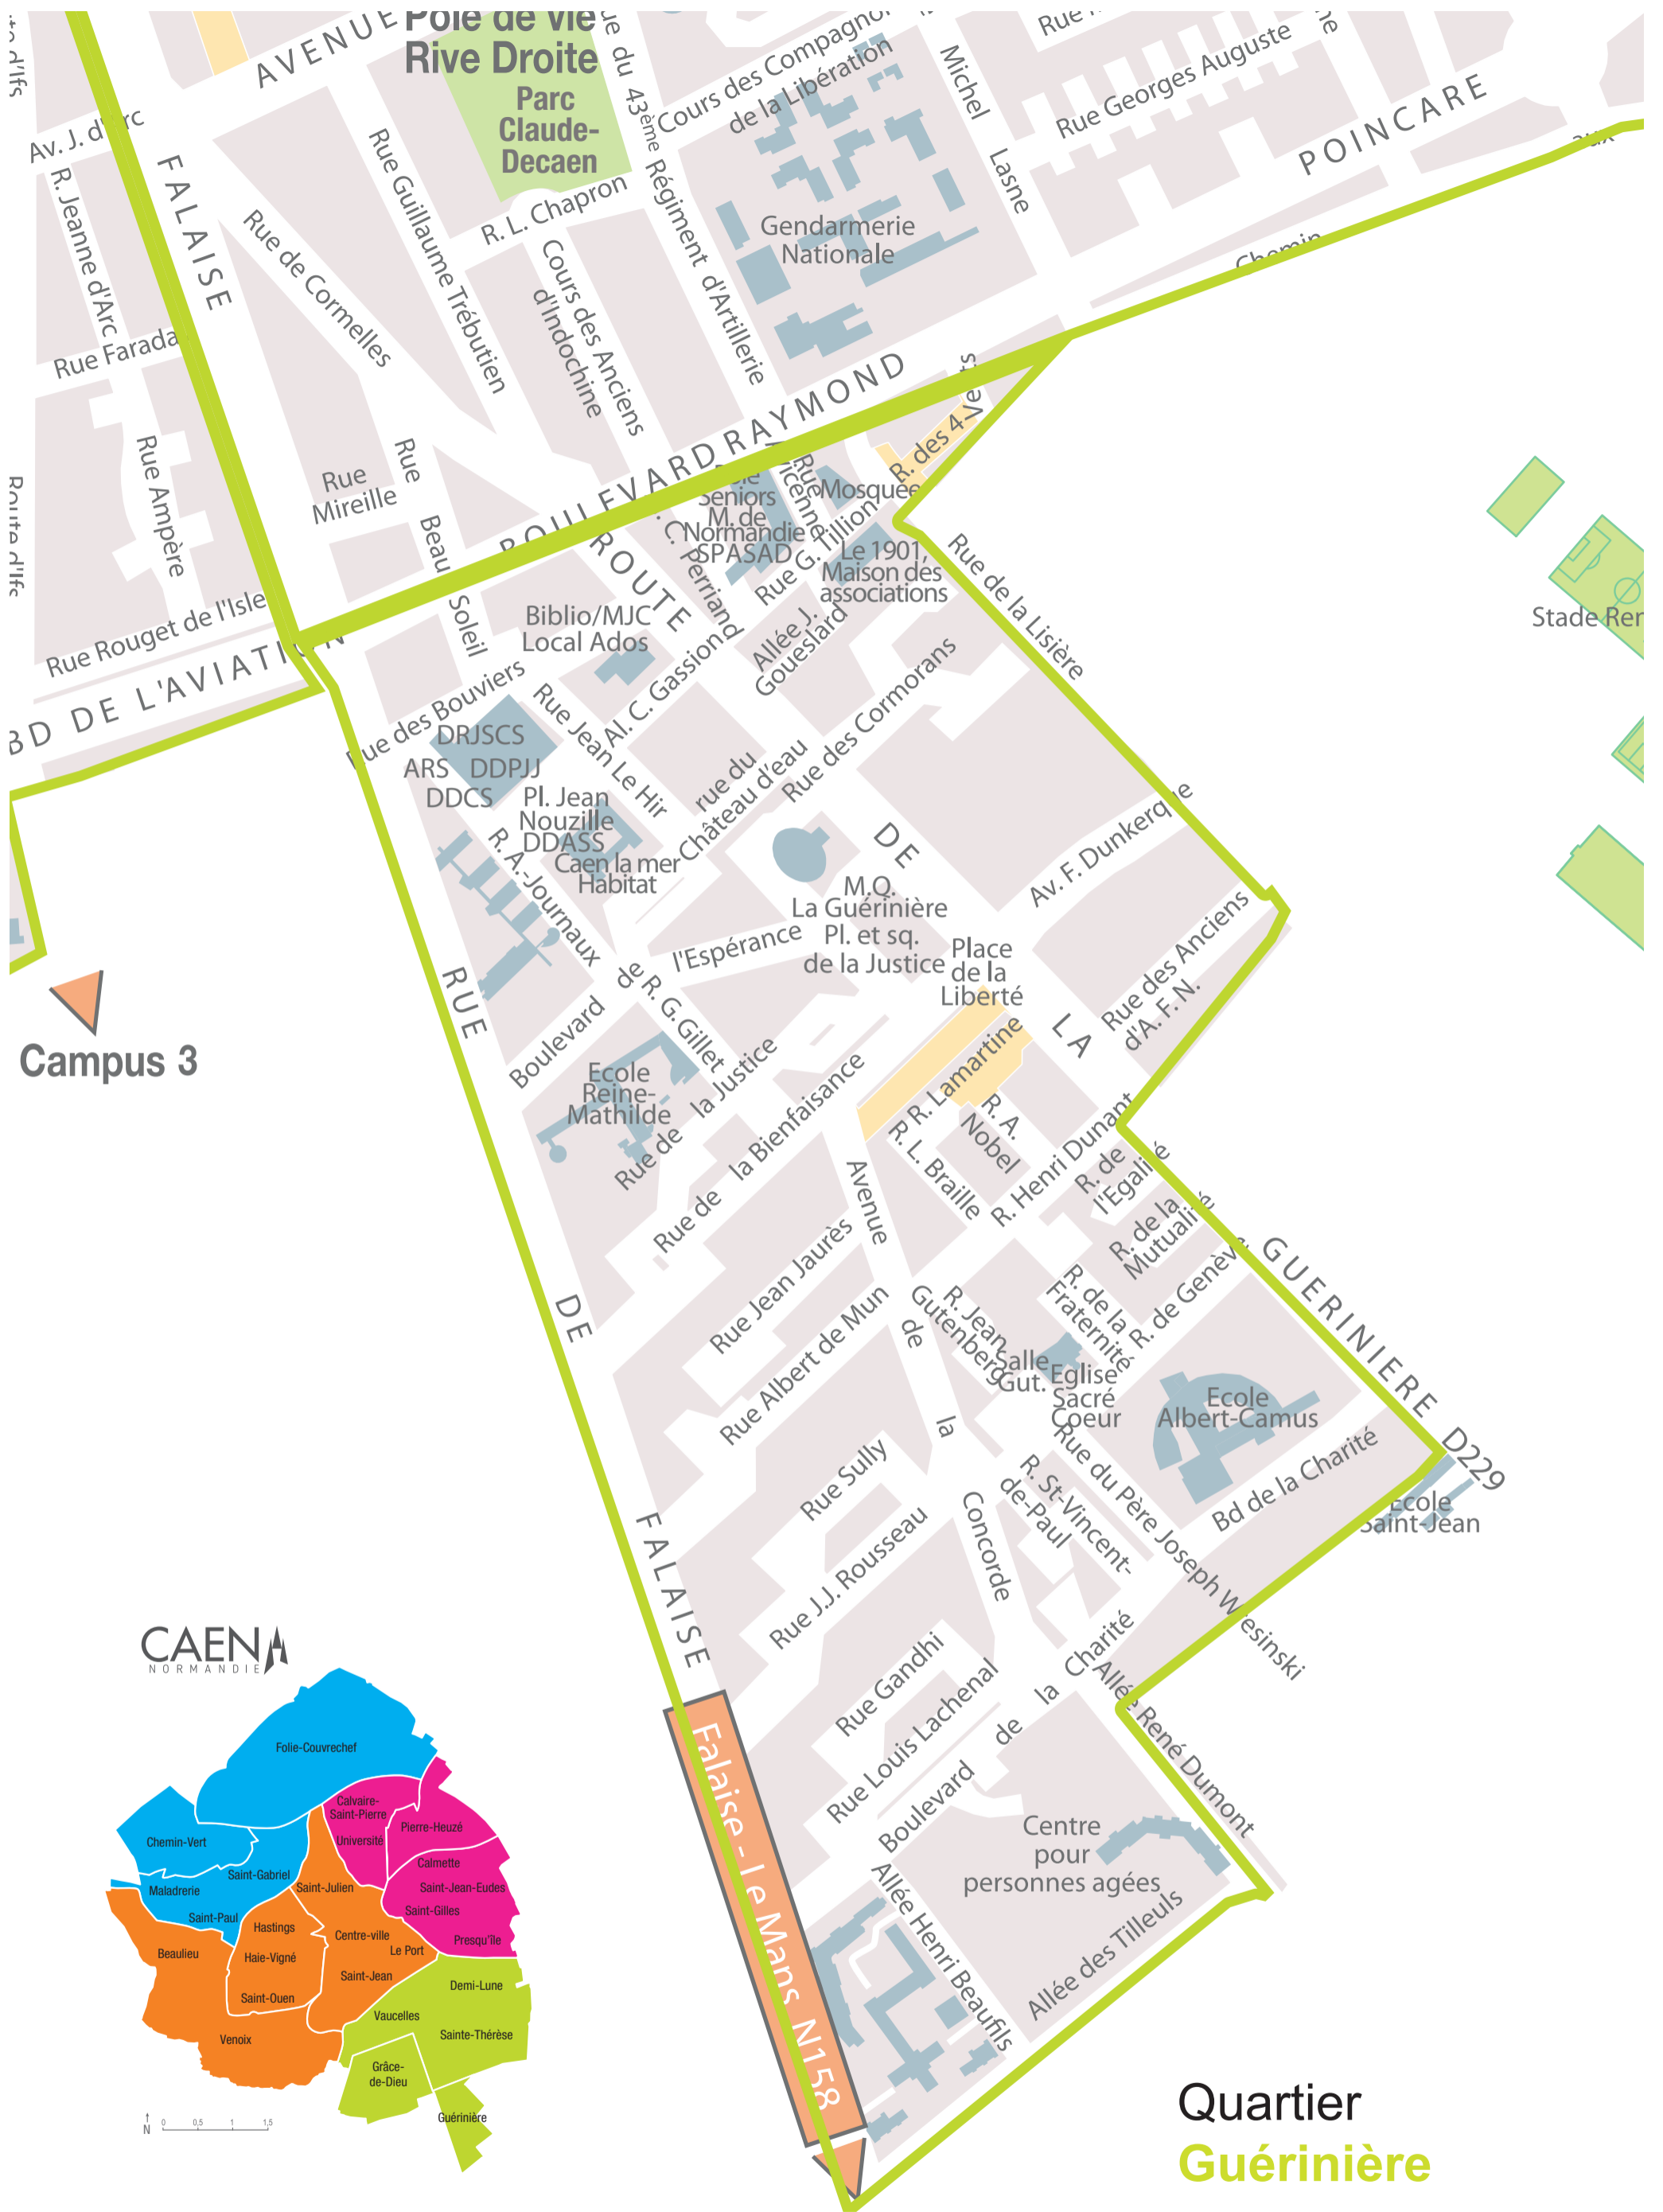 Pole de vie
Rive Droite
Parc
Claude-
Decaen
AVENUE
Av. J. d'Arc
R. Jeanne d'Arc
FALAISE
Rue de Cormelles
Rue Guillaume Trébutien
R. L. Chapron
Cours des Anciens
d'Indochine
43ème Régiment d'Artillerie
Cours des Compagnons
de la Libération
Gendarmerie
Nationale
Michel
Lasne
Rue Georges Auguste
POINCARE
Chemin
aux
Rue Faraday
Rue Ampère
Route d'Ifs
Rue
Mireille
Rue
Beau
Soleil
Rue Rouget de l'Isle
BD DE L'AVIATION
BOULEVARD RAYMOND
R. des 4 Vents
Seniors
M. de
Normandie
SPASAD
Rue
Avicenne
Mosquée
Rue G. Tillion
Le 1901,
Maison des
associations
C. Perriand
ROUTE
Allée J.
Goueslard
Rue de la Lisière
Biblio/MJC
Local Ados
Al. C. Gassion
Rue des Bouviers
Rue Jean Le Hir
DRJSCS
ARS DDPJJ
DDCS
Pl. Jean
Nouzille
DDASS
Caen la mer
Habitat
rue du
Château d'eau
Rue des Cormorans
R. A.-Journaux
DE
M.Q.
La Guérinière
Pl. et sq.
de la Justice
Av. F. Dunkerque
Place
de la
Liberté
Rue des Anciens
d'A. F. N.
Boulevard
de
l'Espérance
R. G. Gillet
RUE
Campus 3
Ecole
Reine-
Mathilde
Rue de
la Justice
Rue de
la Bienfaisance
LA
R. Lamartine
R. L. Braille
R. A.
Nobel
R. Henri Dunant
R. de
l'Egalité
R. de la
Mutualité
R. de Genève
GUERINIERE D229
Avenue
de
la
Concorde
Rue Jean Jaurès
Rue Albert de Mun
DE
R. Jean
Gutenberg
R. de la
Fraternité
Salle
Gut.
Eglise
Sacré
Coeur
Ecole
Albert-Camus
Bd de la Charité
Ecole
Saint-Jean
Rue du Père Joseph Wresinski
R. St-Vincent-
de-Paul
Rue Sully
Rue J.J. Rousseau
FALAISE
Rue Gandhi
Rue Louis Lachenal
Boulevard
de
la
Charité
Allée René Dumont
Centre
pour
personnes agées
Allée Henri Beaufils
Allée des Tilleuls
Falaise - Le Mans N158
CAEN
NORMANDIE
Folie-Couvrechef
Calvaire-
Saint-Pierre
Université
Pierre-Heuzé
Chemin-Vert
Calmette
Saint-Gabriel
Saint-Julien
Saint-Jean-Eudes
Maladrerie
Saint-Gilles
Saint-Paul
Hastings
Centre-ville
Presqu'île
Beaulieu
Haie-Vigné
Le Port
Saint-Jean
Demi-Lune
Saint-Ouen
Vaucelles
Sainte-Thérèse
Venoix
Grâce-
de-Dieu
Guérinière
N
0 0,5 1 1,5
Quartier
Guérinière